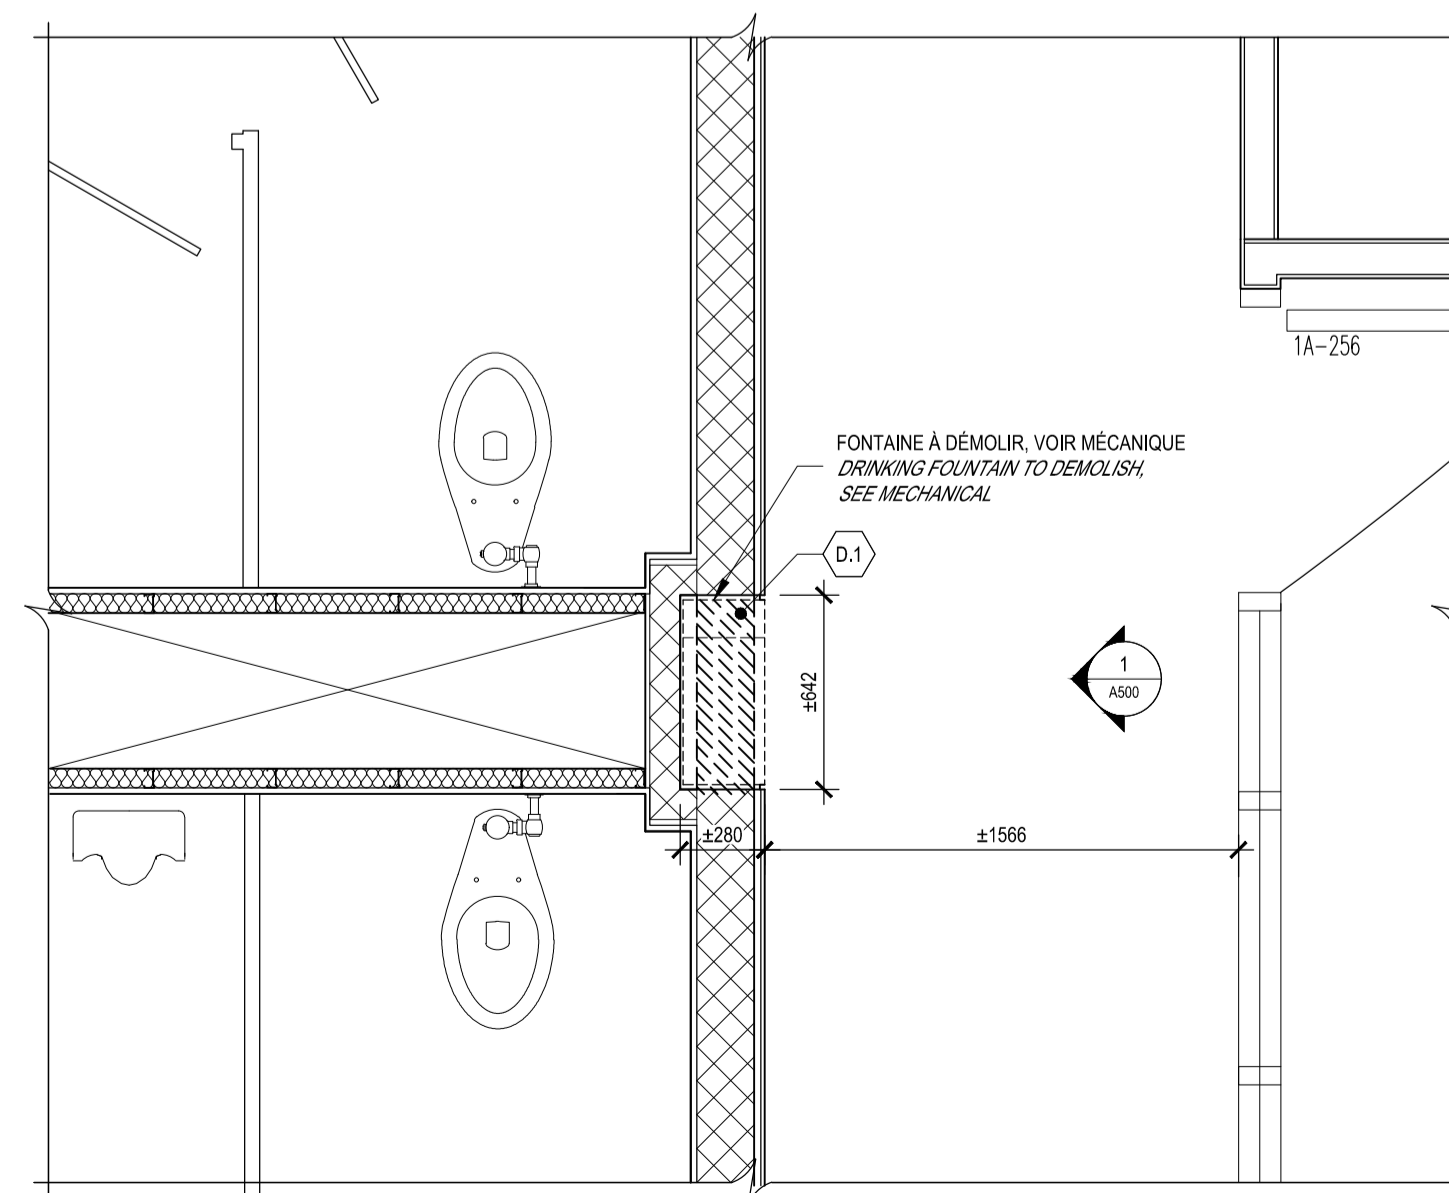 1A-256
FONTAINE À DÉMOLIR, VOIR MÉCANIQUE
DRINKING FOUNTAIN TO DEMOLISH,
SEE MECHANICAL
D.1
±642
1
A500
±280
±1566